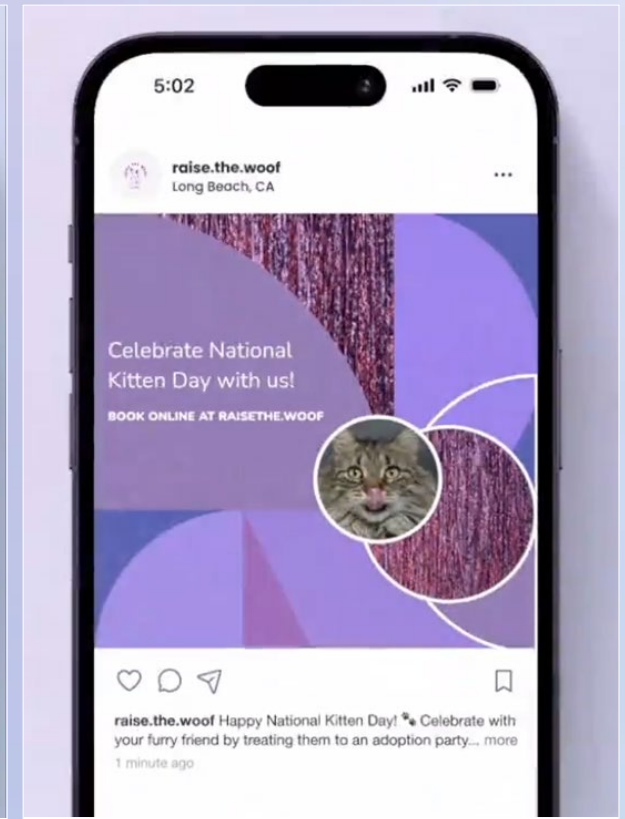 5:02
raise.the.woof
Long Beach, CA
Celebrate National
Kitten Day with us!
BOOK ONLINE AT RAISETHE.WOOF
raise.the.woof Happy National Kitten Day! 🐾 Celebrate with
your furry friend by treating them to an adoption party... more
1 minute ago